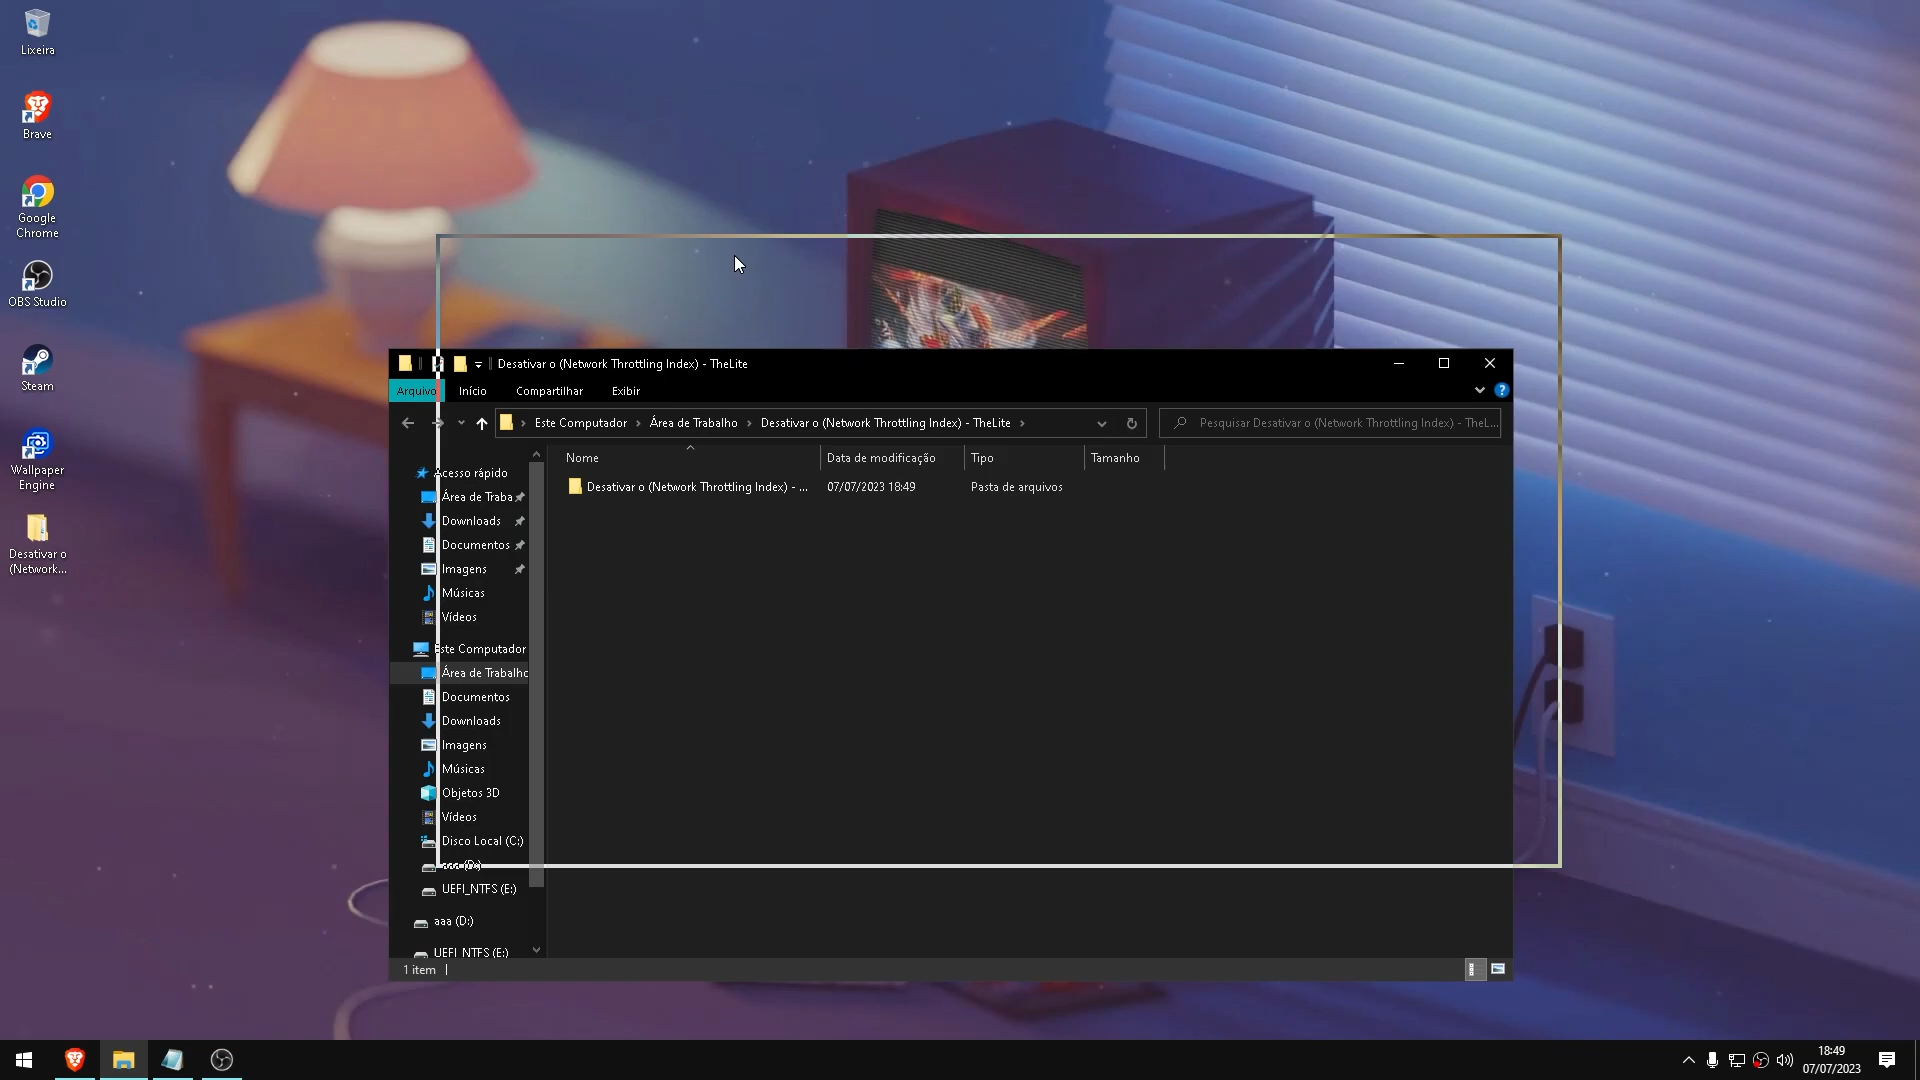 Lixeira
Brave
Google
Chrome
OBS Studio
Steam
Wallpaper
Engine
Desativar o
(Network...
Desativar o (Network Throttling Index) - TheLite
Arquivo
Início
Compartilhar
Exibir
Este Computador
Área de Trabalho
Desativar o (Network Throttling Index) - TheLite
Pesquisar Desativar o (Network Throttling Index) - TheL...
Nome
Data de modificação
Tipo
Tamanho
Desativar o (Network Throttling Index) - ...
07/07/2023 18:49
Pasta de arquivos
Acesso rápido
Área de Traba
Downloads
Documentos
Imagens
Músicas
Vídeos
Este Computador
Área de Trabalho
Documentos
Downloads
Imagens
Músicas
Objetos 3D
Vídeos
Disco Local (C:)
aaa (D:)
UEFI_NTFS (E:)
aaa (D:)
UEFI_NTFS (E:)
1 item
18:49
07/07/2023